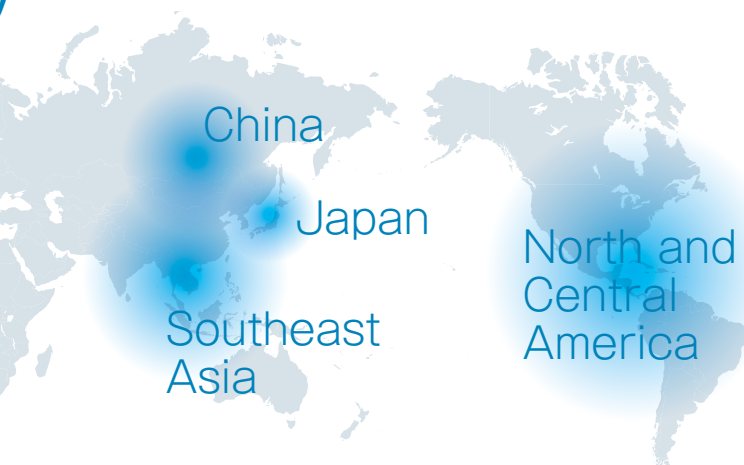 China
Japan
North and
Central
America
Southeast
Asia